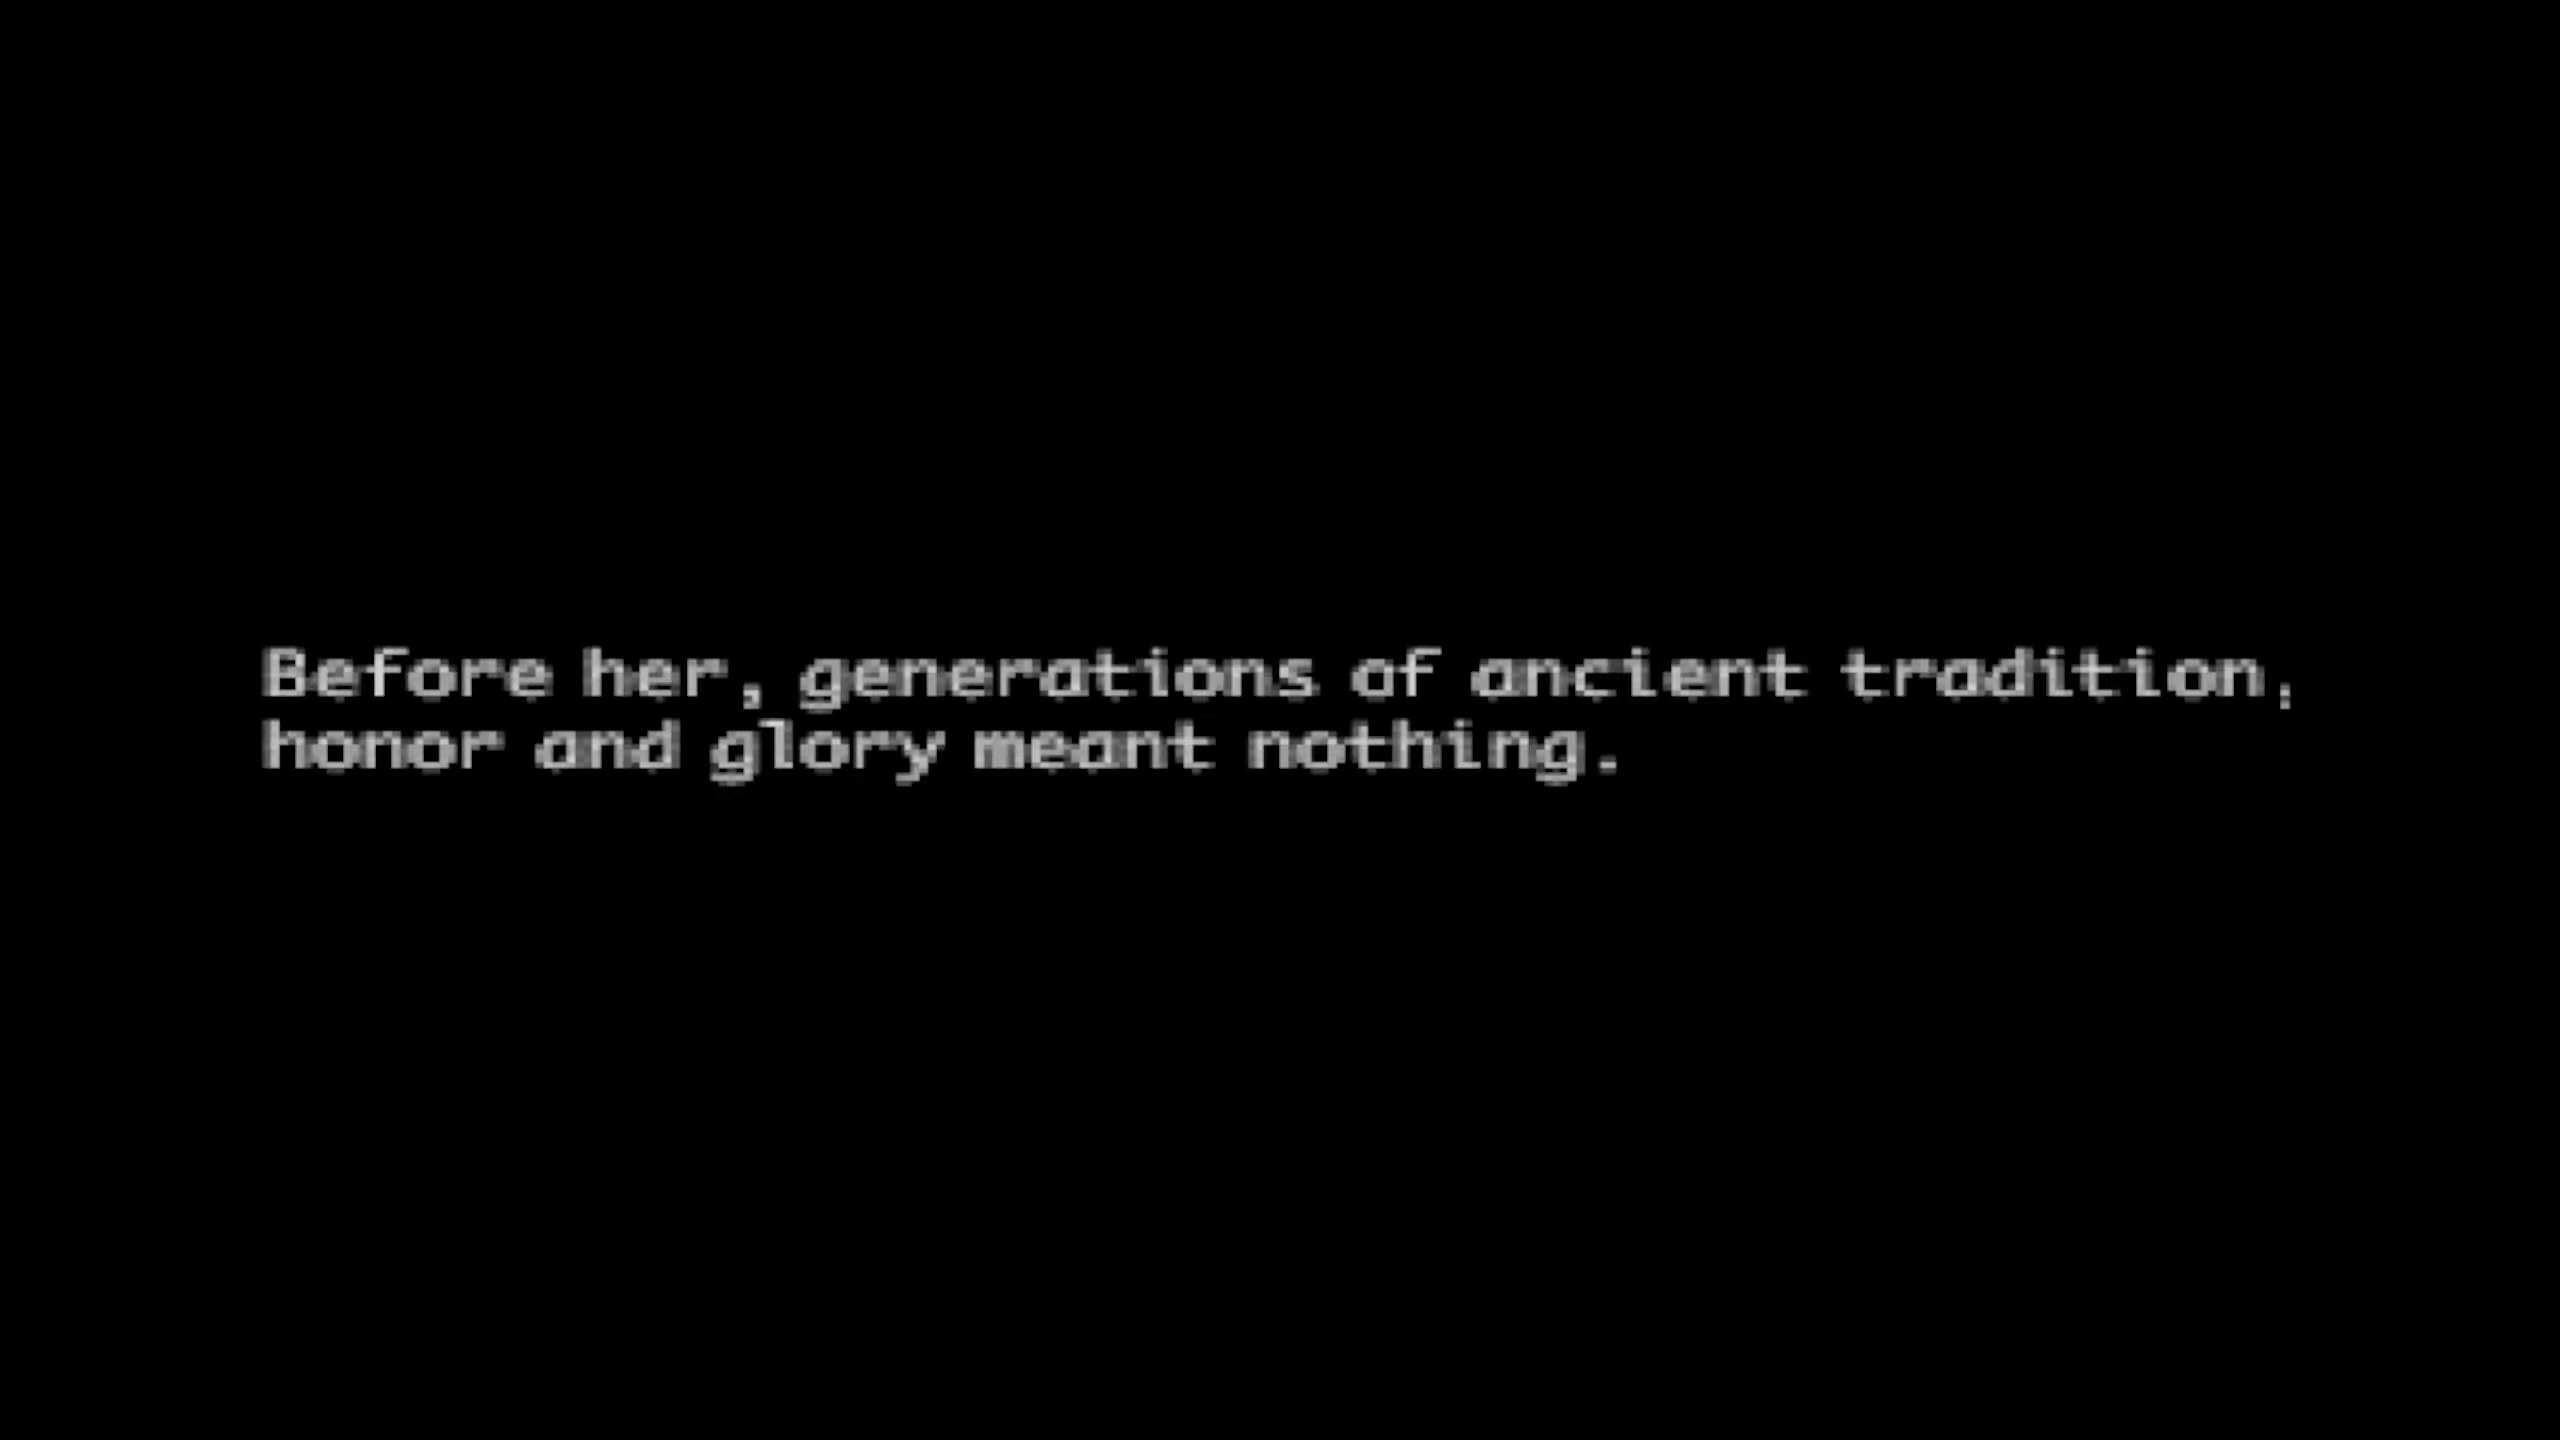 Before her, generations of ancient tradition,
honor and glory meant nothing.